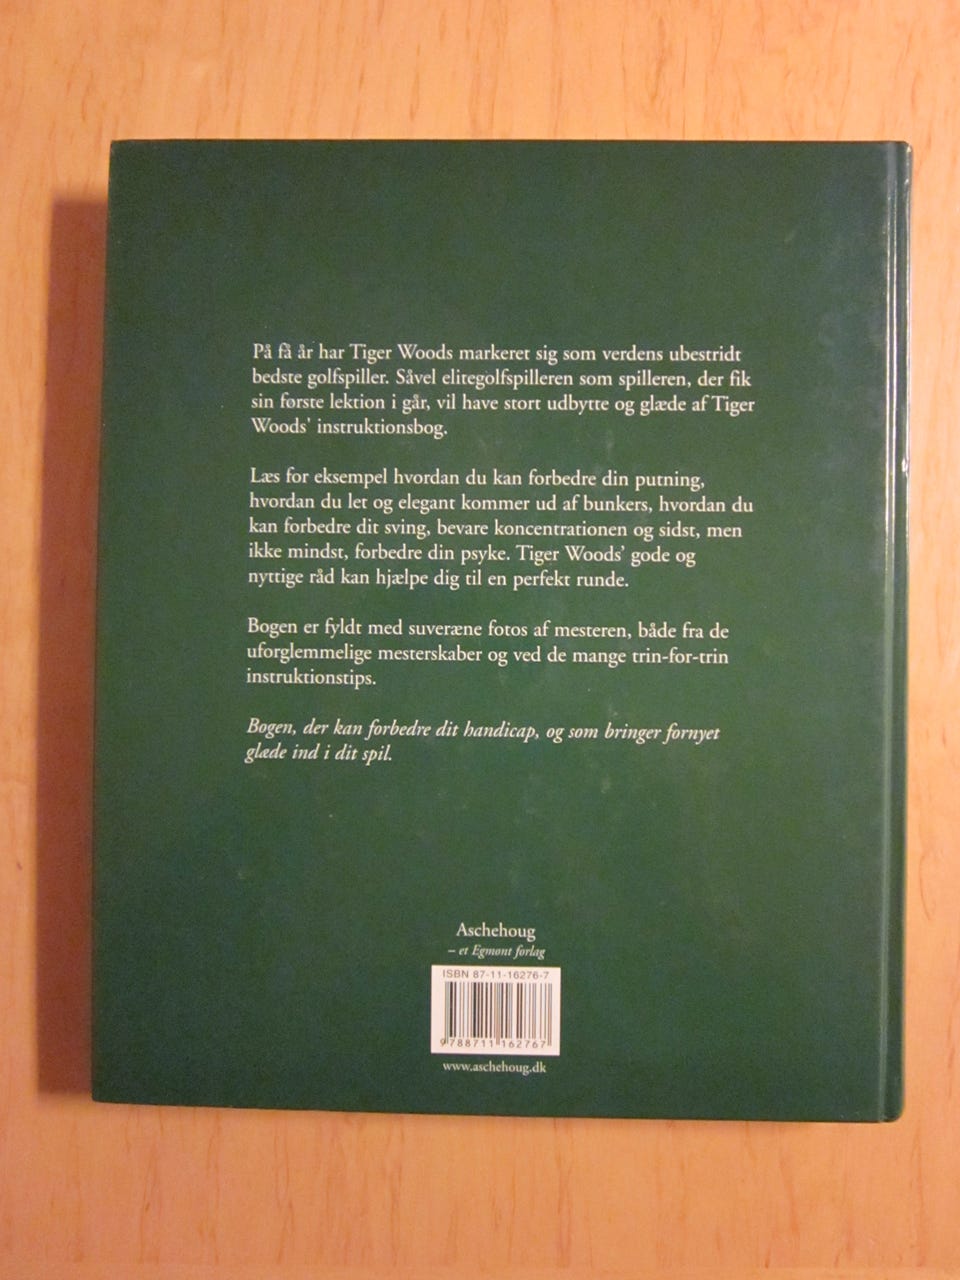 På få år har Tiger Woods markeret sig som verdens ubestridt
bedste golfspiller. Såvel elitegolfspilleren som spilleren, der fik
sin første lektion i går, vil have stort udbytte og glæde af Tiger
Woods' instruktionsbog.
Læs for eksempel hvordan du kan forbedre din putning,
hvordan du let og elegant kommer ud af bunkers, hvordan du
kan forbedre dit sving, bevare koncentrationen og sidst, men
ikke mindst, forbedre din psyke. Tiger Woods' gode og
nyttige råd kan hjælpe dig til en perfekt runde.
Bogen er fyldt med suveræne fotos af mesteren, både fra de
uforglemmelige mesterskaber og ved de mange trin-for-trin
instruktionstips.
Bogen, der kan forbedre dit handicap, og som bringer fornyet
glæde ind i dit spil.
Aschehoug
– et Egmont forlag
ISBN 87-11-16276-7
9 788711 162767
www.aschehoug.dk